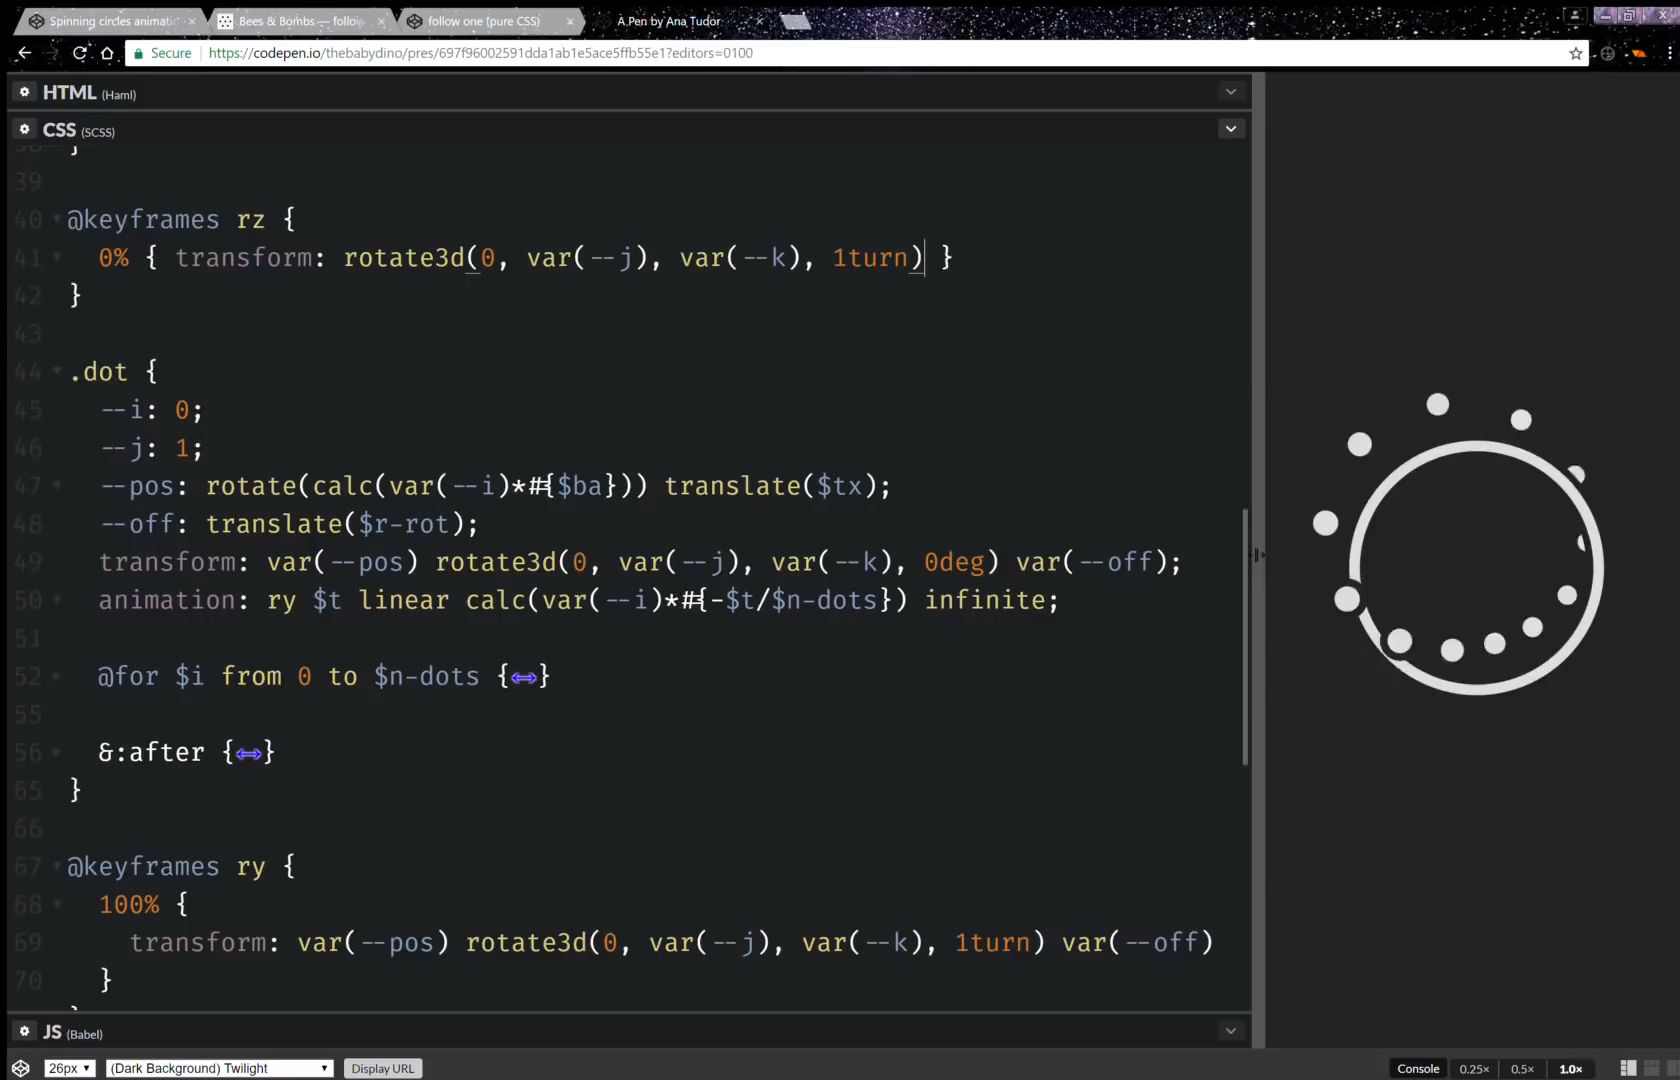 Spinning circles animatic
Bees & Bombs — follow
follow one (pure CSS)
A Pen by Ana Tudor
Secure
https://codepen.io/thebabydino/pres/697f96002591dda1ab1e5ace5ffb55e1?editors=0100
HTML (Haml)
CSS (SCSS)
38 }
39
40 @keyframes rz {
41 0% { transform: rotate3d(0, var(--j), var(--k), 1turn) }
42 }
43
44 .dot {
45 --i: 0;
46 --j: 1;
47 --pos: rotate(calc(var(--i)*#{$ba})) translate($tx);
48 --off: translate($r-rot);
49 transform: var(--pos) rotate3d(0, var(--j), var(--k), 0deg) var(--off);
50 animation: ry $t linear calc(var(--i)*#{-$t/$n-dots}) infinite;
51
52 @for $i from 0 to $n-dots {↔}
55
56 &:after {↔}
65 }
66
67 @keyframes ry {
68 100% {
69 transform: var(--pos) rotate3d(0, var(--j), var(--k), 1turn) var(--off)
70 }
JS (Babel)
26px
(Dark Background) Twilight
Display URL
Console
0.25×
0.5×
1.0×